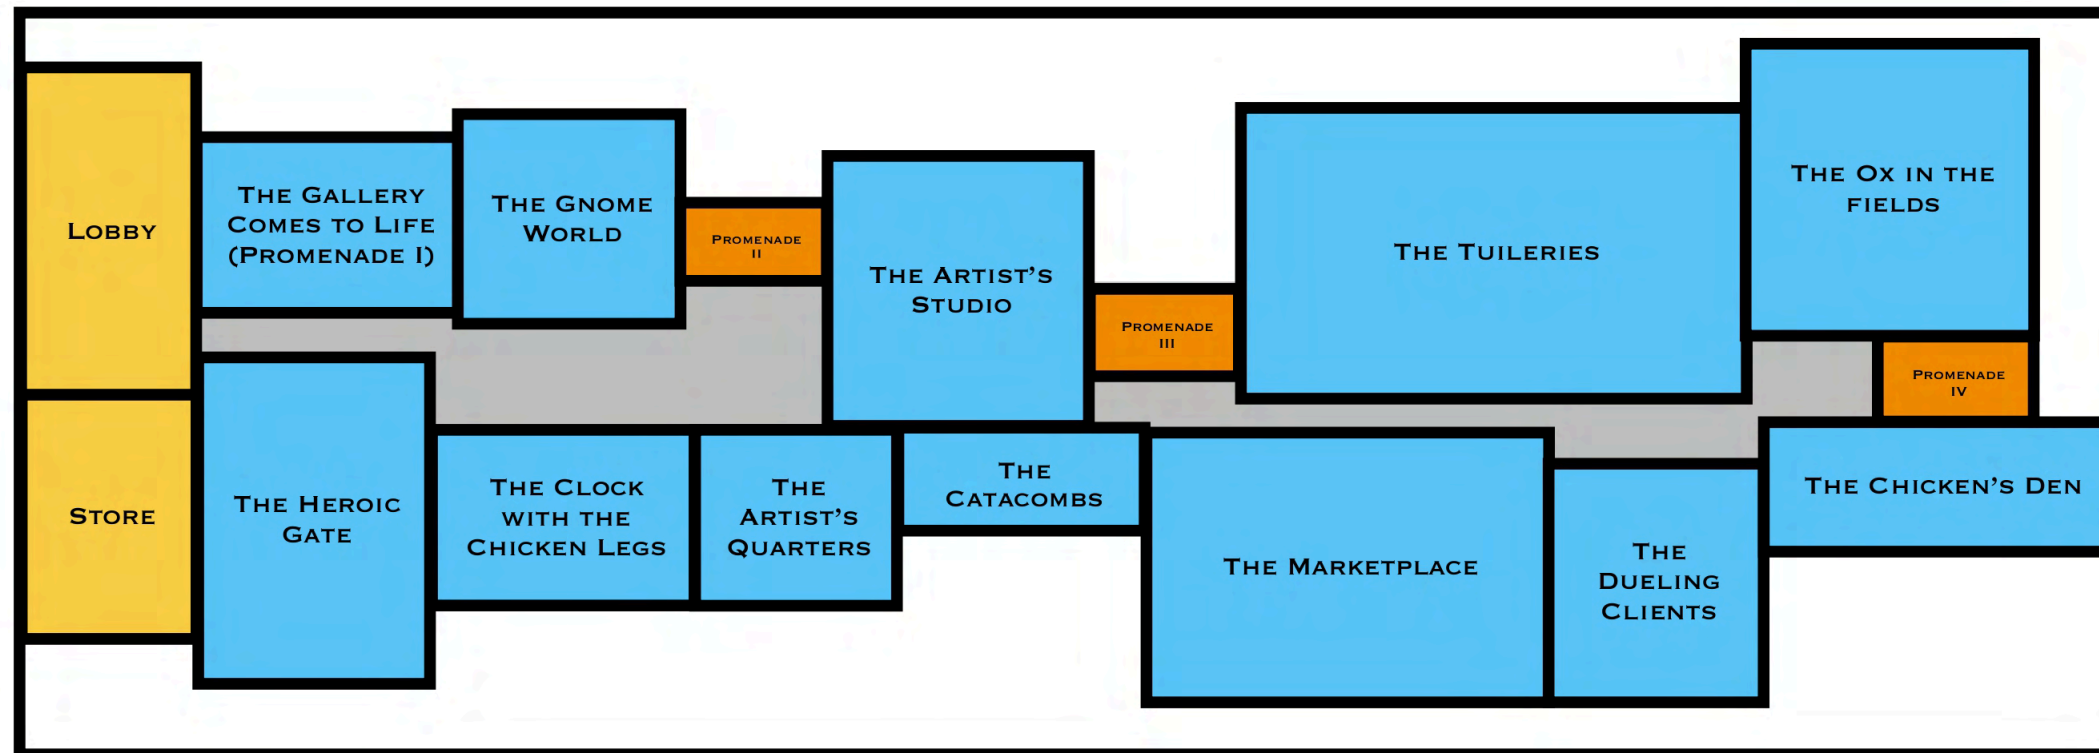 Lobby
The Gallery
Comes to Life
(Promenade I)
The Gnome
World
Promenade
II
The Artist's
Studio
Promenade
III
The Tuileries
The Ox in the
fields
Promenade
IV
Store
The Heroic
Gate
The Clock
with the
Chicken Legs
The
Artist's
Quarters
The
Catacombs
The Marketplace
The
Dueling
Clients
The Chicken's Den